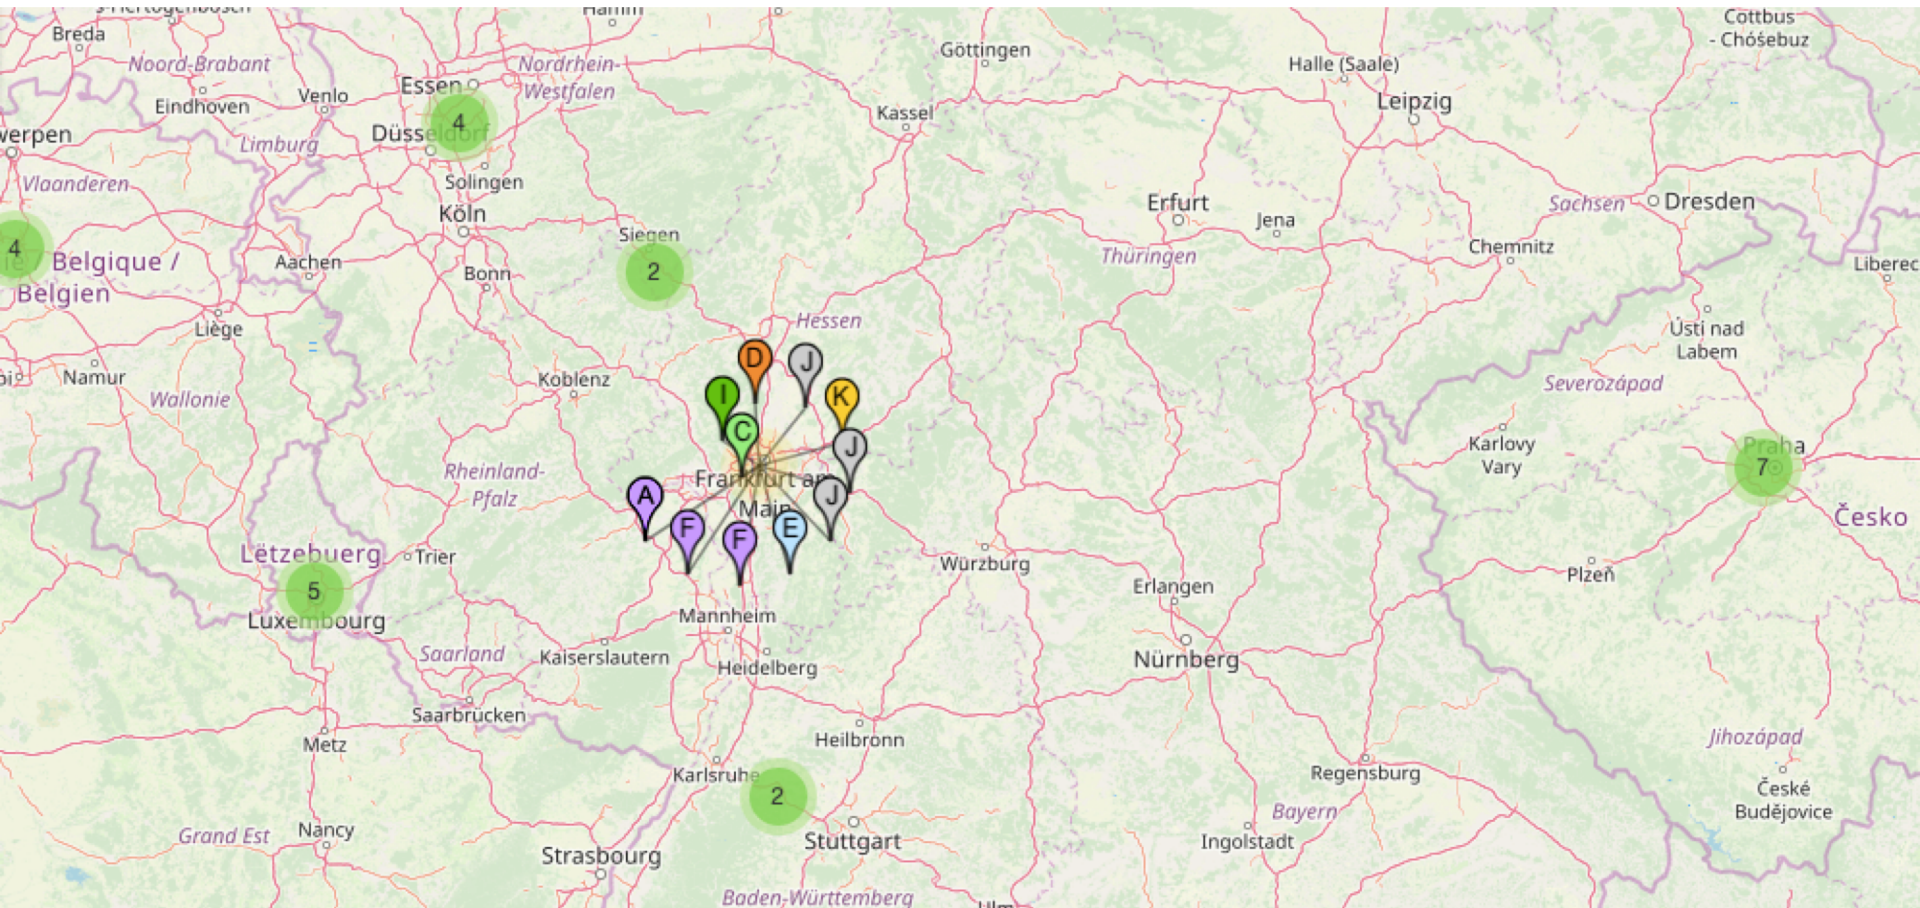 Hamm
Breda
Noord-Brabant
Eindhoven
Venlo
Essen
Nordrhein-
Westfalen
Göttingen
Halle (Saale)
Cottbus
- Chóśebuz
Leipzig
Kassel
werpen
4
Düsseldorf
Limburg
Vlaanderen
Solingen
Köln
Siegen
Erfurt
Jena
Sachsen
Dresden
4
Belgique /
Belgien
Aachen
Bonn
2
Thüringen
Chemnitz
Liberec
Liège
Hessen
Ústí nad
Labem
Namur
Wallonie
Koblenz
D
J
I
K
C
J
Severozápad
Karlovy
Vary
Praha
7
Rheinland-
Pfalz
Frankfurt am
Main
A
J
F
F
E
Česko
Lëtzebuerg
Trier
5
Luxembourg
Würzburg
Erlangen
Plzeň
Mannheim
Heidelberg
Saarland
Kaiserslautern
Nürnberg
Saarbrücken
Metz
Heilbronn
Jihozápad
Karlsruhe
2
Regensburg
České
Budějovice
Bayern
Grand Est
Nancy
Strasbourg
Stuttgart
Ingolstadt
Baden-Württemberg